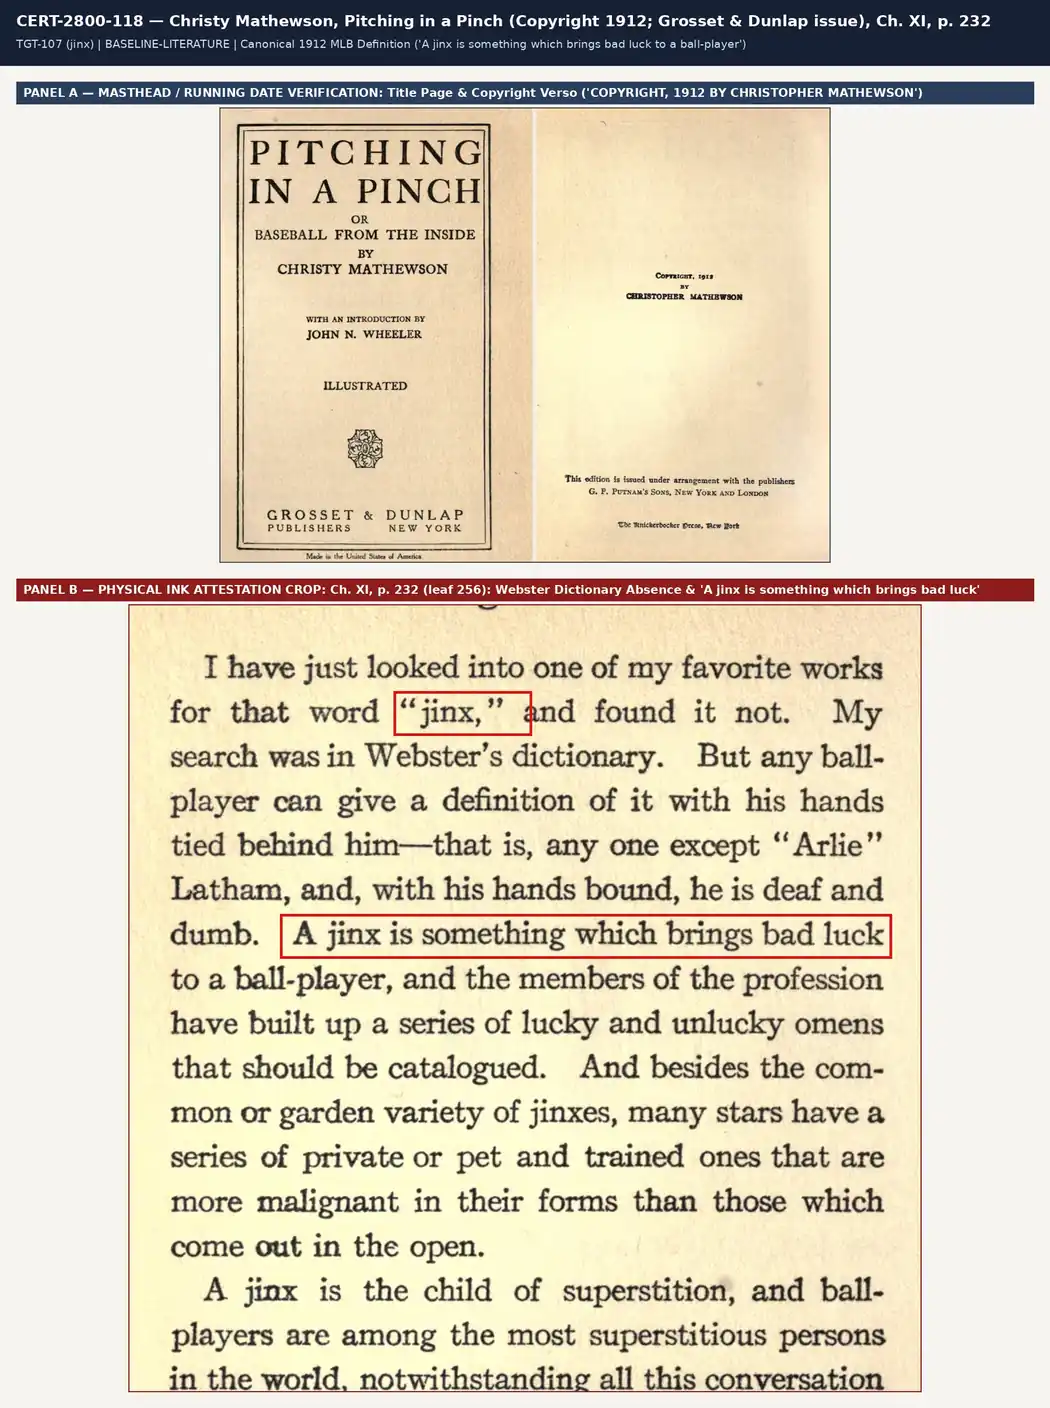 CERT-2800-118 — Christy Mathewson, Pitching in a Pinch (Copyright 1912; Grosset & Dunlap issue), Ch. XI, p. 232
TGT-107 (jinx) | BASELINE-LITERATURE | Canonical 1912 MLB Definition ('A jinx is something which brings bad luck to a ball-player')
PANEL A — MASTHEAD / RUNNING DATE VERIFICATION: Title Page & Copyright Verso ('COPYRIGHT, 1912 BY CHRISTOPHER MATHEWSON')
PITCHING
IN A PINCH
OR
BASEBALL FROM THE INSIDE
BY
CHRISTY MATHEWSON
WITH AN INTRODUCTION BY
JOHN N. WHEELER
ILLUSTRATED
GROSSET & DUNLAP
PUBLISHERS NEW YORK
Made in the United States of America.
COPYRIGHT, 1912
BY
CHRISTOPHER MATHEWSON
This edition is issued under arrangement with the publishers
G. P. PUTNAM'S SONS, NEW YORK AND LONDON
The Knickerbocker Press, New York
PANEL B — PHYSICAL INK ATTESTATION CROP: Ch. XI, p. 232 (leaf 256): Webster Dictionary Absence & 'A jinx is something which brings bad luck'
I have just looked into one of my favorite works
for that word “jinx,” and found it not. My
search was in Webster’s dictionary. But any ball-
player can give a definition of it with his hands
tied behind him—that is, any one except “Arlie”
Latham, and, with his hands bound, he is deaf and
dumb. A jinx is something which brings bad luck
to a ball-player, and the members of the profession
have built up a series of lucky and unlucky omens
that should be catalogued. And besides the com-
mon or garden variety of jinxes, many stars have a
series of private or pet and trained ones that are
more malignant in their forms than those which
come out in the open.
A jinx is the child of superstition, and ball-
players are among the most superstitious persons
in the world, notwithstanding all this conversation